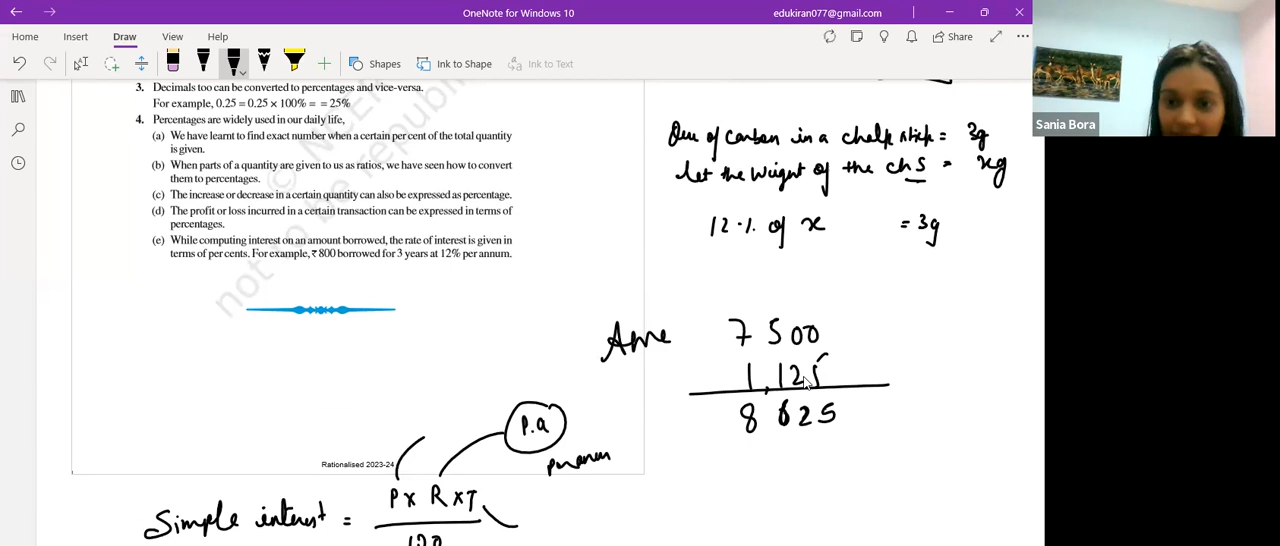 OneNote for Windows 10
edukiran077@gmail.com
Home Insert Draw View Help
Share
Shapes
Ink to Shape
Ink to Text
3. Decimals too can be converted to percentages and vice-versa.
For example, 0.25 = 0.25 × 100% = = 25%
4. Percentages are widely used in our daily life,
(a) We have learnt to find exact number when a certain per cent of the total quantity
is given.
(b) When parts of a quantity are given to us as ratios, we have seen how to convert
them to percentages.
(c) The increase or decrease in a certain quantity can also be expressed as percentage.
(d) The profit or loss incurred in a certain transaction can be expressed in terms of
percentages.
(e) While computing interest on an amount borrowed, the rate of interest is given in
terms of per cents. For example, ₹ 800 borrowed for 3 years at 12% per annum.
not to be republi
Rationalised 2023-24
of carbon in a chalk stick = 3g
let the weight of the ch S = xg
12 % of x = 3g
7 500
1,125
8 625
P.a
Simple interest = P x R x T
100
Sania Bora